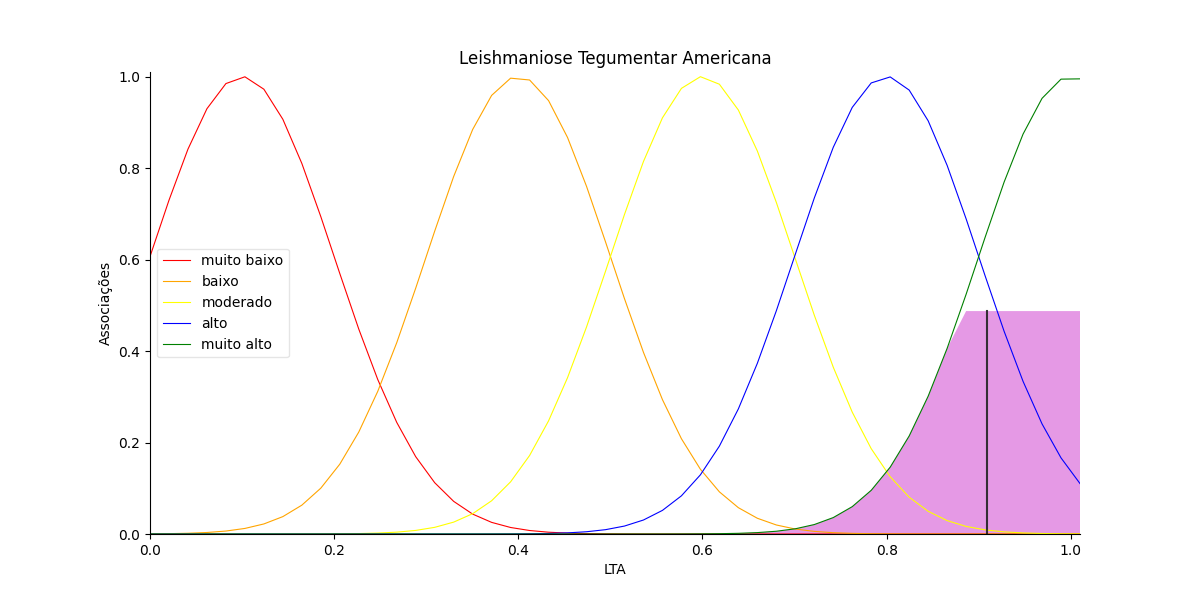 Leishmaniose Tegumentar Americana
1.0
0.8
0.6
0.4
0.2
0.0
Associações
muito baixo
baixo
moderado
alto
muito alto
0.0 0.2 0.4 0.6 0.8 1.0
LTA